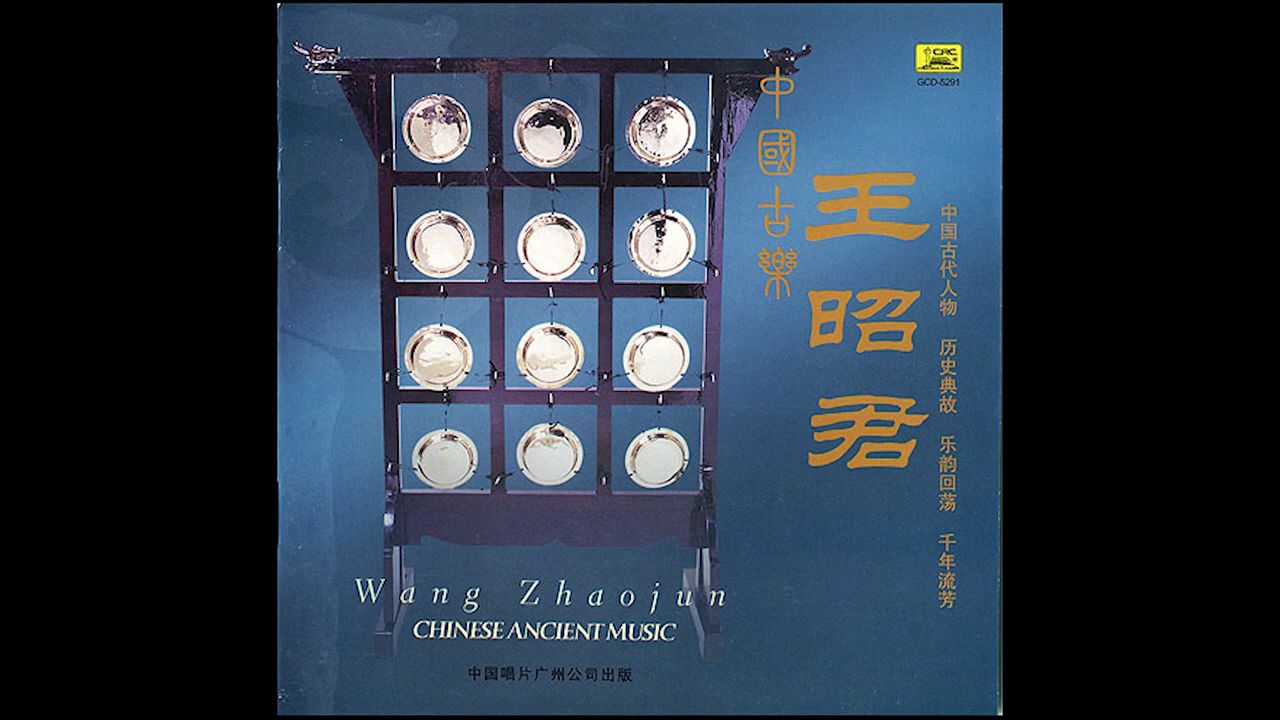 CRC
GCD-5291
中國古樂
王昭君
中国古代人物 历史典故 乐韵回荡 千年流芳
Wang Zhaojun
CHINESE ANCIENT MUSIC
中国唱片广州公司出版